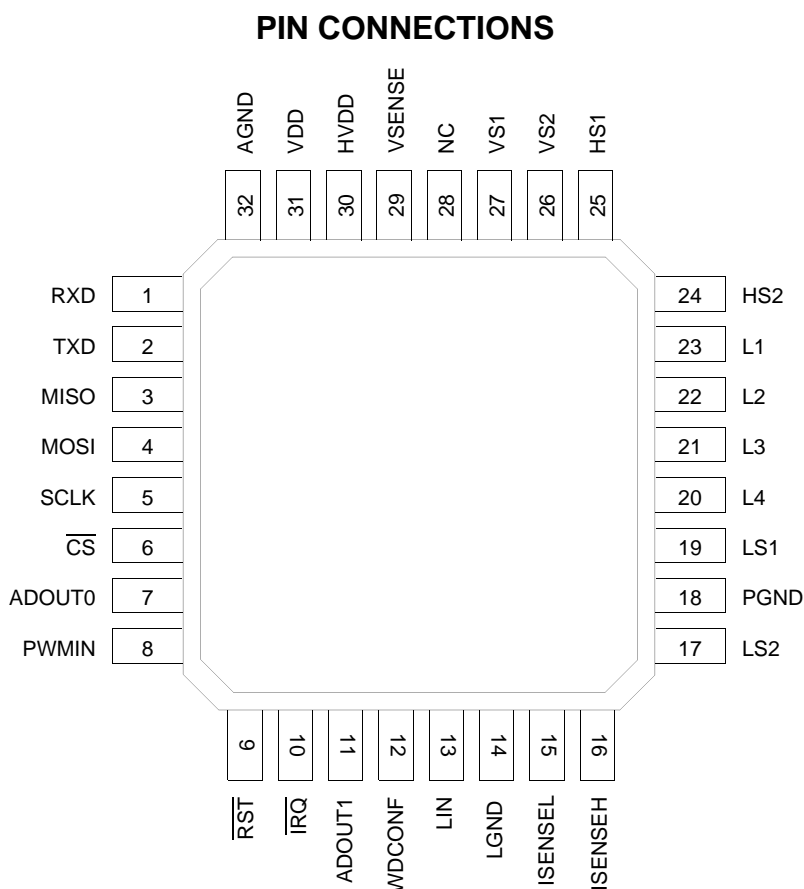 PIN CONNECTIONS
AGND
VDD
HVDD
VSENSE
NC
VS1
VS2
HS1
32
31
30
29
28
27
26
25
RXD 1
TXD 2
MISO 3
MOSI 4
SCLK 5
C̅S̅ 6
ADOUT0 7
PWMIN 8
24 HS2
23 L1
22 L2
21 L3
20 L4
19 LS1
18 PGND
17 LS2
9
10
11
12
13
14
15
16
R̅S̅T̅
I̅R̅Q̅
ADOUT1
WDCONF
LIN
LGND
ISENSEL
ISENSEH